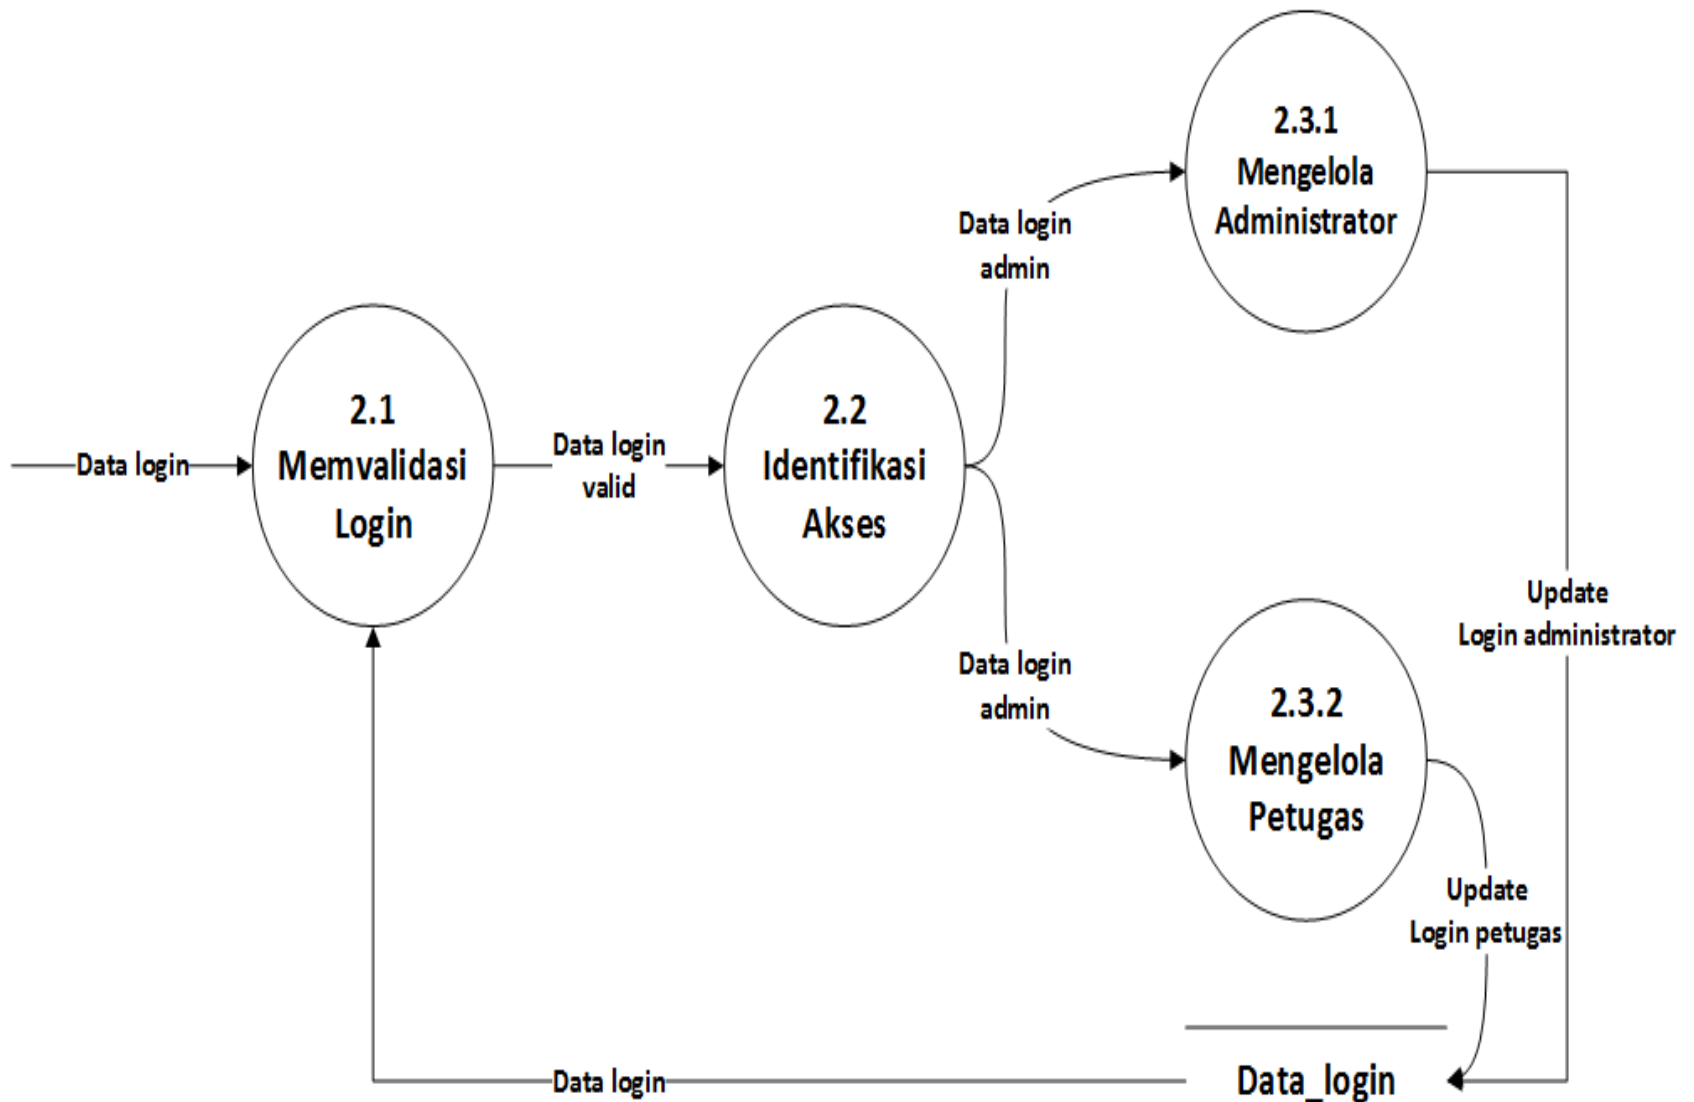 2.3.1
Mengelola
Administrator
Data login
admin
2.1
Memvalidasi
Login
Data login
Data login
valid
2.2
Identifikasi
Akses
Data login
admin
2.3.2
Mengelola
Petugas
Update
Login administrator
Update
Login petugas
Data login
Data_login